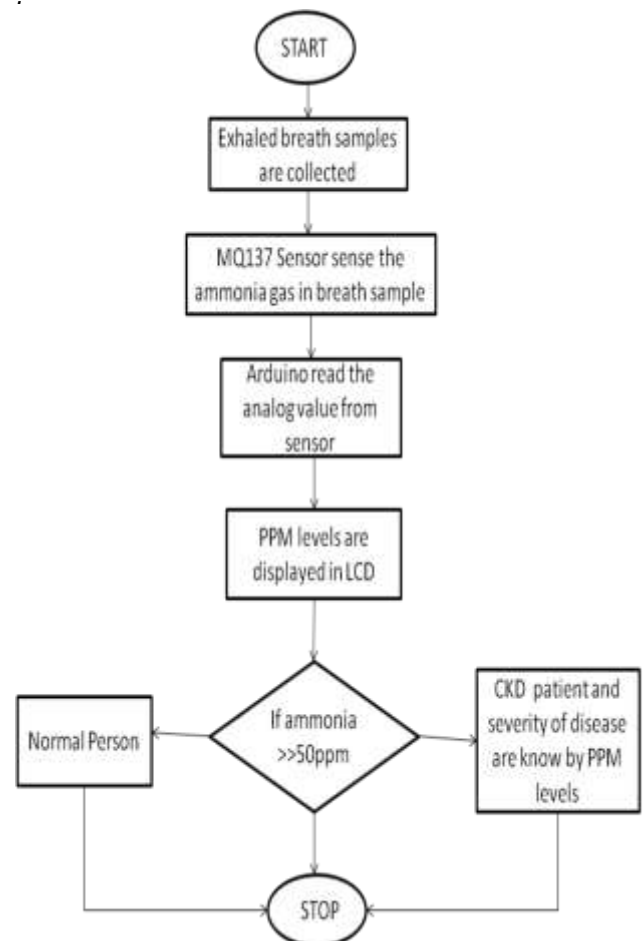 START
Exhaled breath samples
are collected
MQ137 Sensor sense the
ammonia gas in breath sample
Arduino read the
analog value from
sensor
PPM levels are
displayed in LCD
If ammonia
>>50ppm
Normal Person
CKD patient and
severity of disease
are know by PPM
levels
STOP